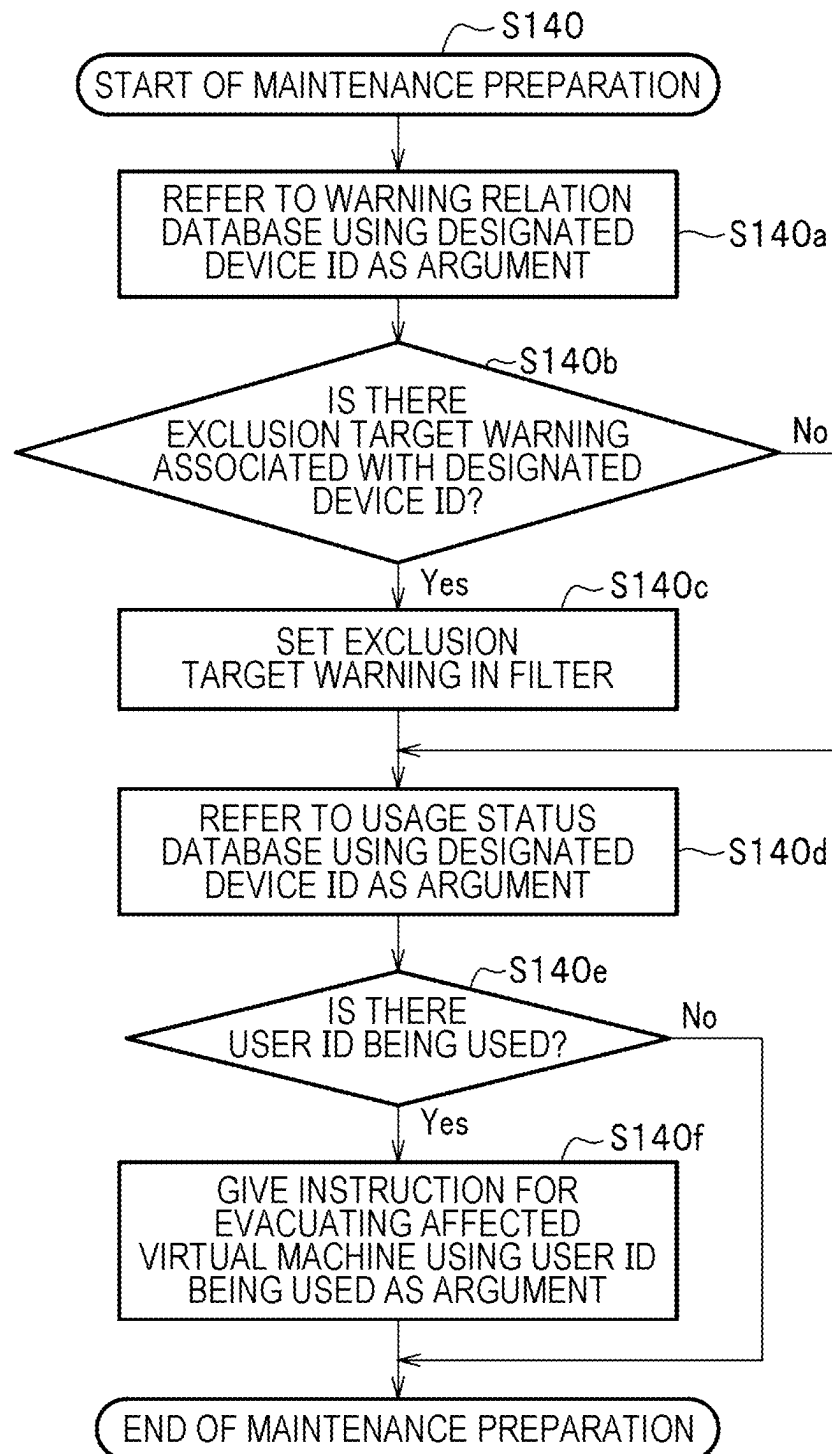 S140
START OF MAINTENANCE PREPARATION
REFER TO WARNING RELATION
DATABASE USING DESIGNATED
DEVICE ID AS ARGUMENT
S140a
S140b
IS THERE
EXCLUSION TARGET WARNING
ASSOCIATED WITH DESIGNATED
DEVICE ID?
No
Yes
S140c
SET EXCLUSION
TARGET WARNING IN FILTER
REFER TO USAGE STATUS
DATABASE USING DESIGNATED
DEVICE ID AS ARGUMENT
S140d
S140e
IS THERE
USER ID BEING USED?
No
Yes
S140f
GIVE INSTRUCTION FOR
EVACUATING AFFECTED
VIRTUAL MACHINE USING USER ID
BEING USED AS ARGUMENT
END OF MAINTENANCE PREPARATION